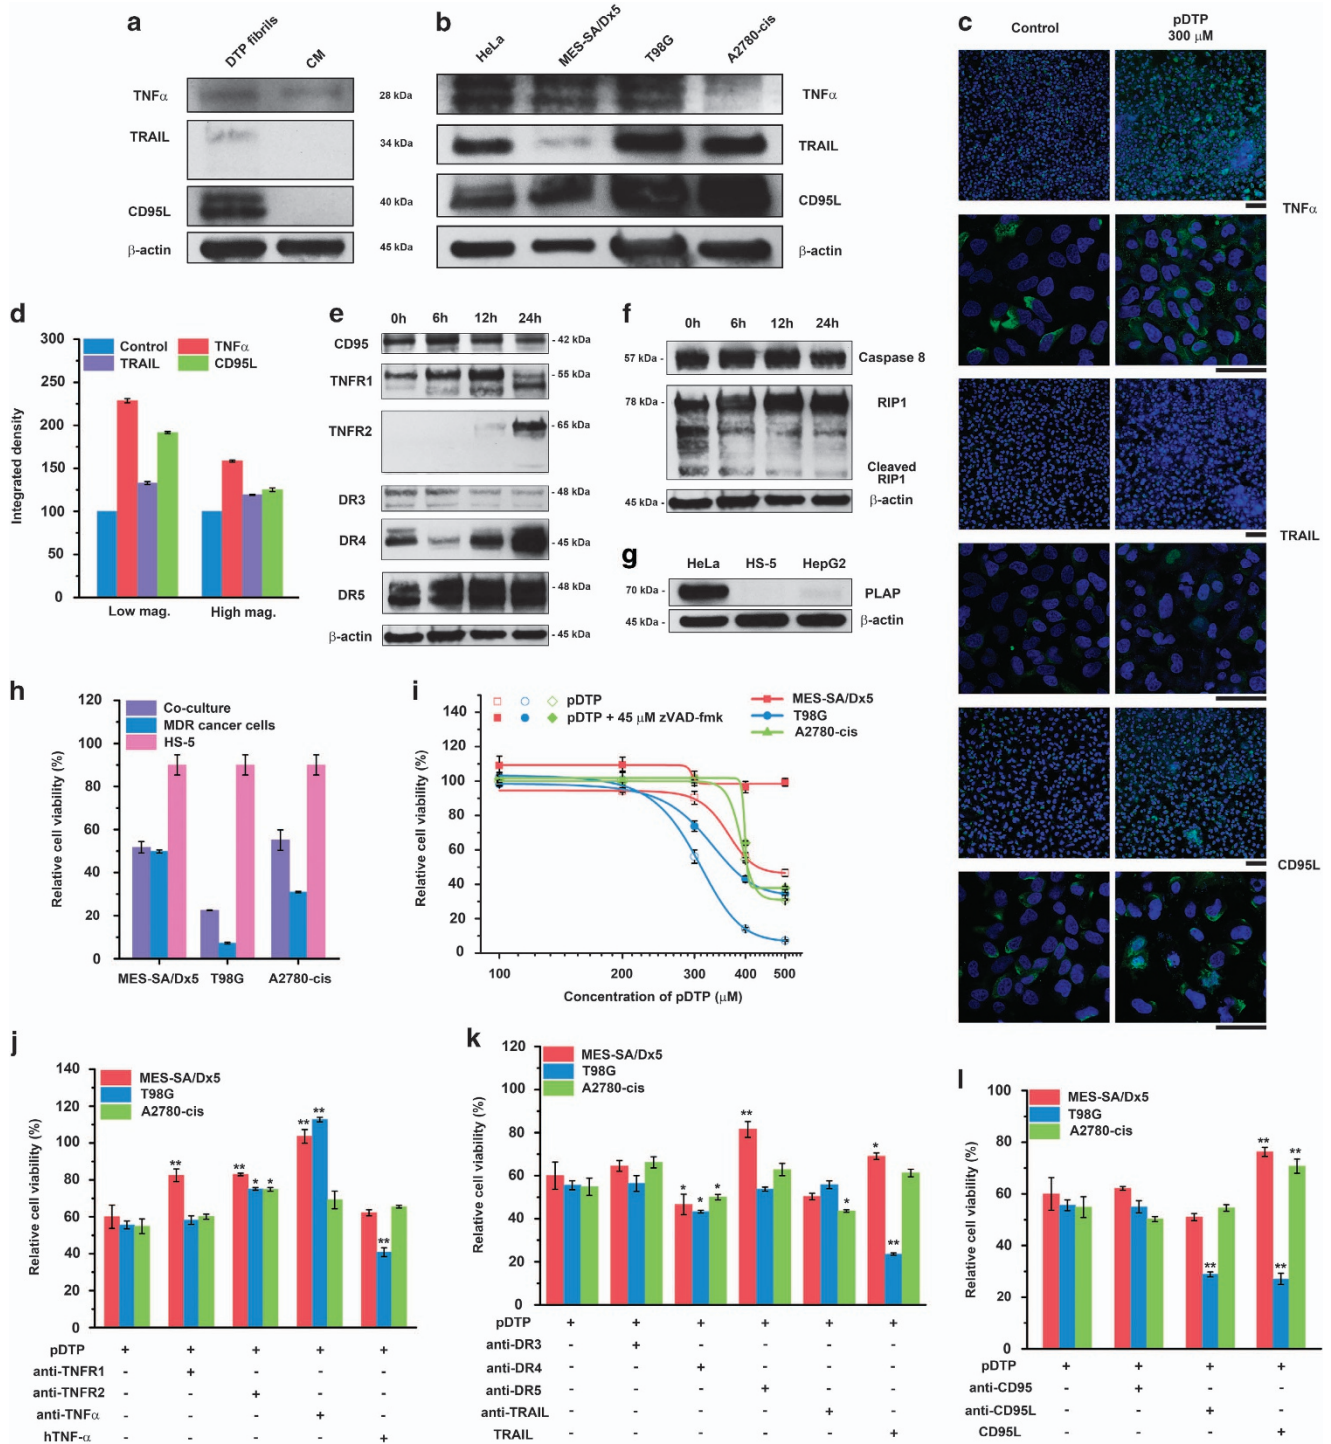 a
DTP fibrils CM
TNFα
TRAIL
CD95L
β-actin
28 kDa
34 kDa
40 kDa
45 kDa
b
HeLa MES-SA/Dx5 T98G A2780-cis
TNFα
TRAIL
CD95L
β-actin
c
Control pDTP
300 μM
TNFα
TRAIL
CD95L
d
Integrated density
300
250
200
150
100
50
0
Control TNFα
TRAIL CD95L
Low mag. High mag.
e
0h 6h 12h 24h
CD95 - 42 kDa
TNFR1 - 55 kDa
TNFR2 - 65 kDa
DR3 - 48 kDa
DR4 - 45 kDa
DR5 - 48 kDa
β-actin - 45 kDa
f
0h 6h 12h 24h
57 kDa - Caspase 8
78 kDa - RIP1
Cleaved
RIP1
45 kDa - β-actin
g
HeLa HS-5 HepG2
70 kDa - PLAP
45 kDa - β-actin
h
Relative cell viability (%)
120
100
80
60
40
20
0
Co-culture
MDR cancer cells
HS-5
MES-SA/Dx5 T98G A2780-cis
i
Relative cell viability (%)
140
120
100
80
60
40
20
0
pDTP
pDTP + 45 μM zVAD-fmk
MES-SA/Dx5
T98G
A2780-cis
100 200 300 400 500
Concentration of pDTP (μM)
j
Relative cell viability (%)
140
120
100
80
60
40
20
0
MES-SA/Dx5
T98G
A2780-cis
** ** * * ** ** **
pDTP + + + + +
anti-TNFR1 - + - - -
anti-TNFR2 - - + - -
anti-TNFα - - - + -
hTNF-α - - - - +
k
Relative cell viability (%)
120
100
80
60
40
20
0
MES-SA/Dx5
T98G
A2780-cis
* * * ** * * **
pDTP + + + + + +
anti-DR3 - + - - - -
anti-DR4 - - + - - -
anti-DR5 - - - + - -
anti-TRAIL - - - - + -
TRAIL - - - - - +
l
Relative cell viability (%)
100
80
60
40
20
0
MES-SA/Dx5
T98G
A2780-cis
** ** ** **
pDTP + + + +
anti-CD95 - + - -
anti-CD95L - - + -
CD95L - - - +